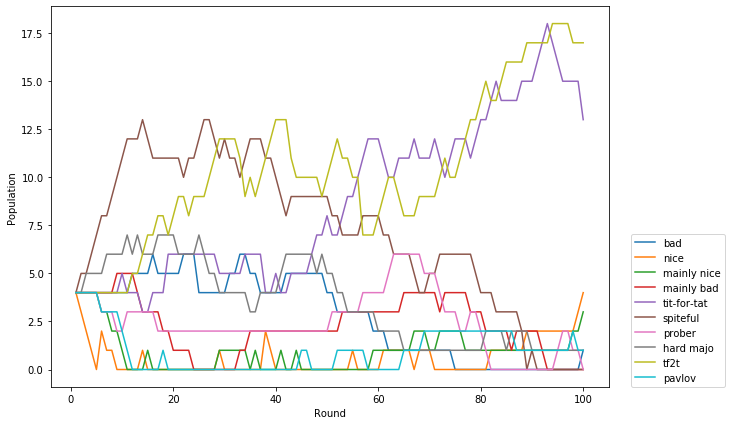 17.5
15.0
12.5
10.0
7.5
5.0
2.5
0.0
Population
0 20 40 60 80 100
Round
bad
nice
mainly nice
mainly bad
tit-for-tat
spiteful
prober
hard majo
tf2t
pavlov